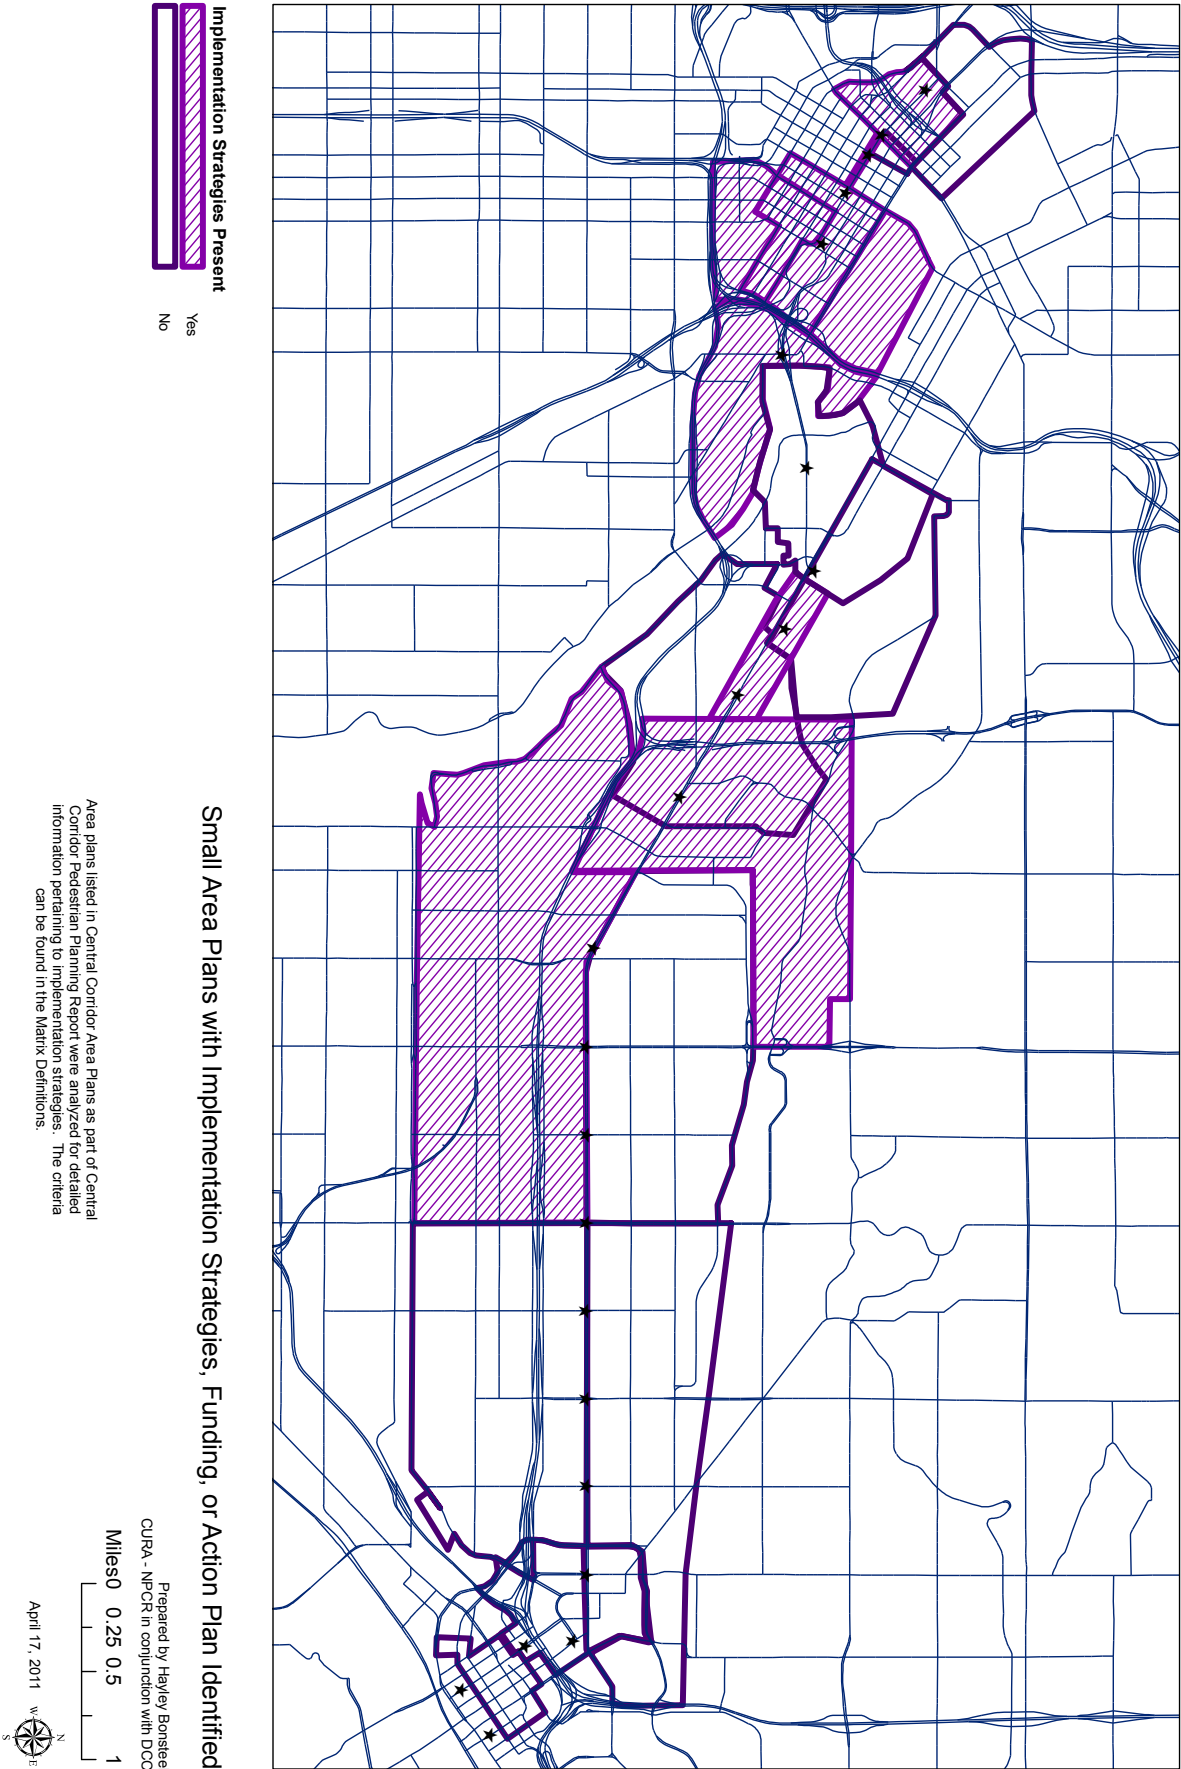 Implementation Strategies Present
Yes
No
Small Area Plans with Implementation Strategies, Funding, or Action Plan Identified
Area plans listed in Central Corridor Area Plans as part of Central
Corridor Pedestrian Planning Report were analyzed for detailed
information pertaining to implementation strategies. The criteria
can be found in the Matrix Definitions.
Prepared by Hayley Bonstee
CURA - NPCR in conjunction with DCC
Miles0 0.25 0.5 1
April 17, 2011
N
W E
S